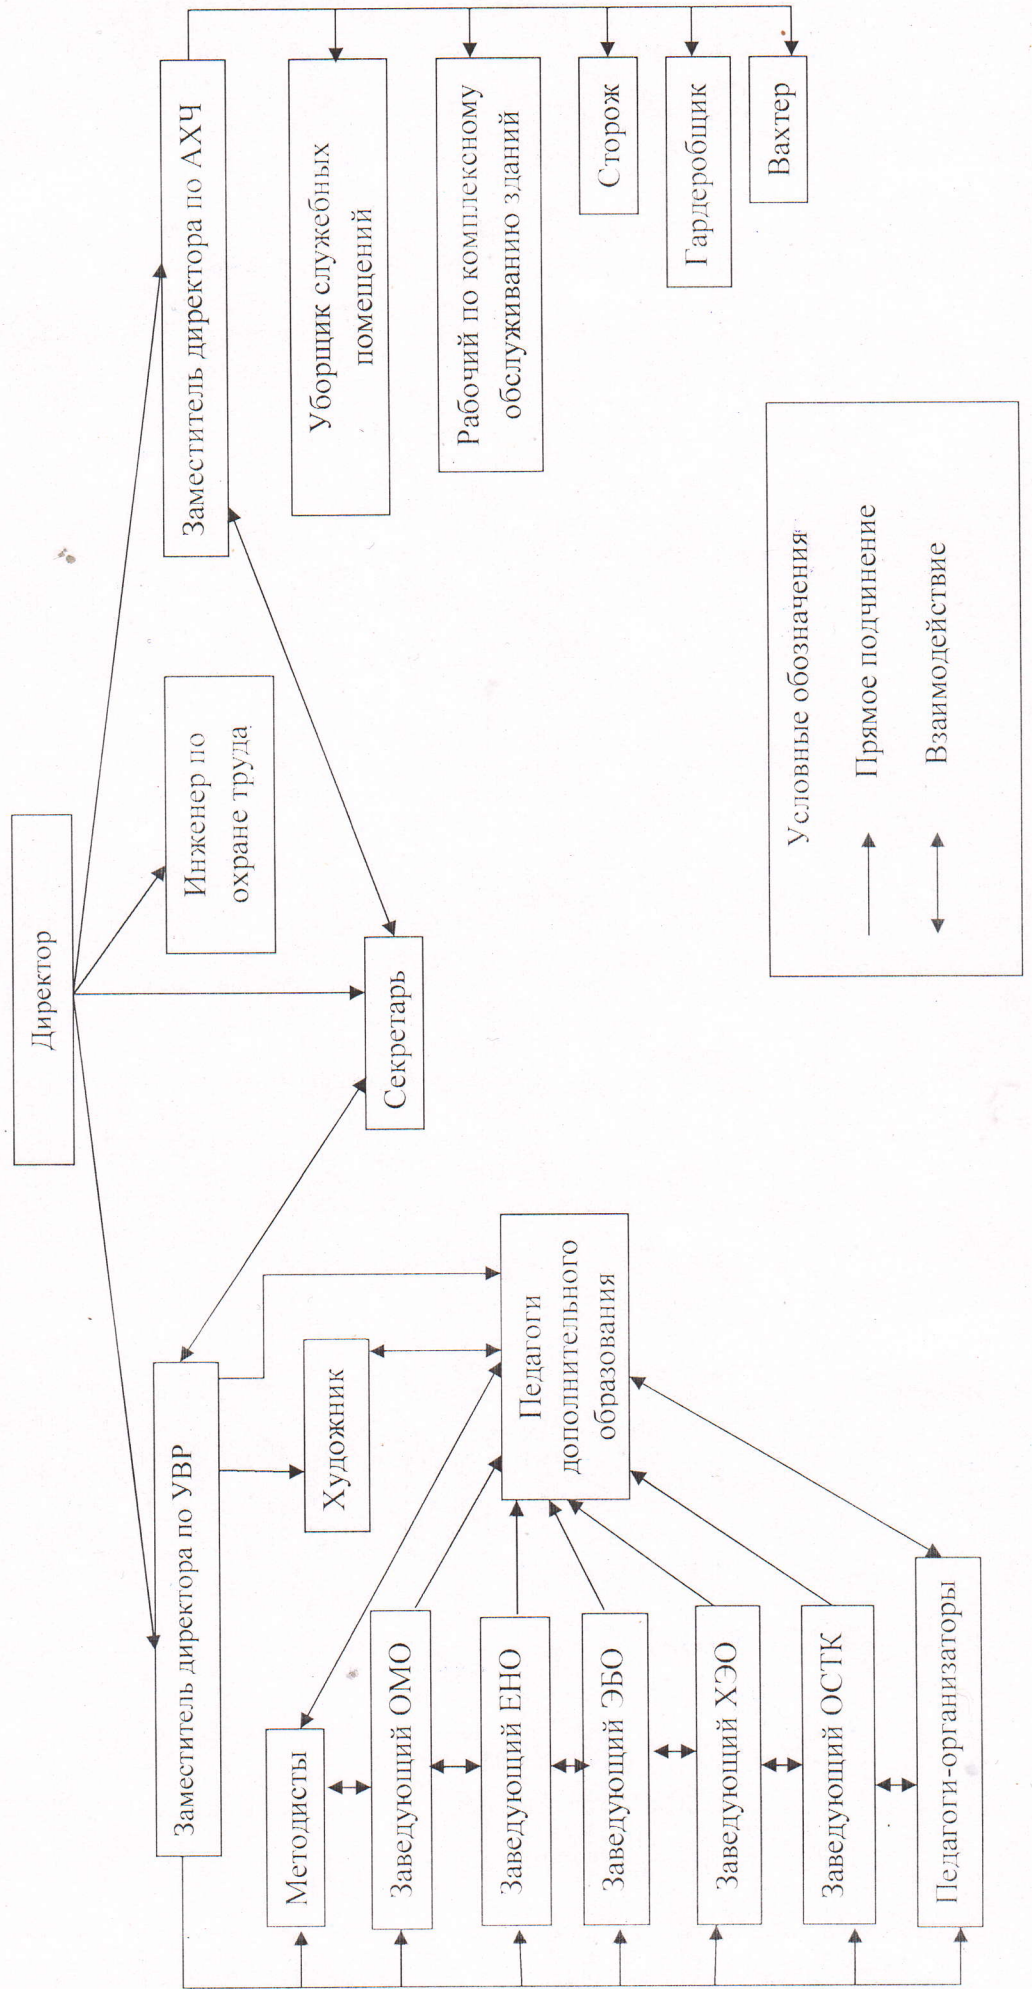 Директор
Заместитель директора по УВР
Инженер по
охране труда
Заместитель директора по АХЧ
Секретарь
Художник
Методисты
Заведующий ОМО
Заведующий ЕНО
Заведующий ЭБО
Заведующий ХЭО
Заведующий ОСТК
Педагоги-организаторы
Педагоги
дополнительного
образования
Уборщик служебных
помещений
Рабочий по комплексному
обслуживанию зданий
Сторож
Гардеробщик
Вахтер
Условные обозначения
Прямое подчинение
Взаимодействие